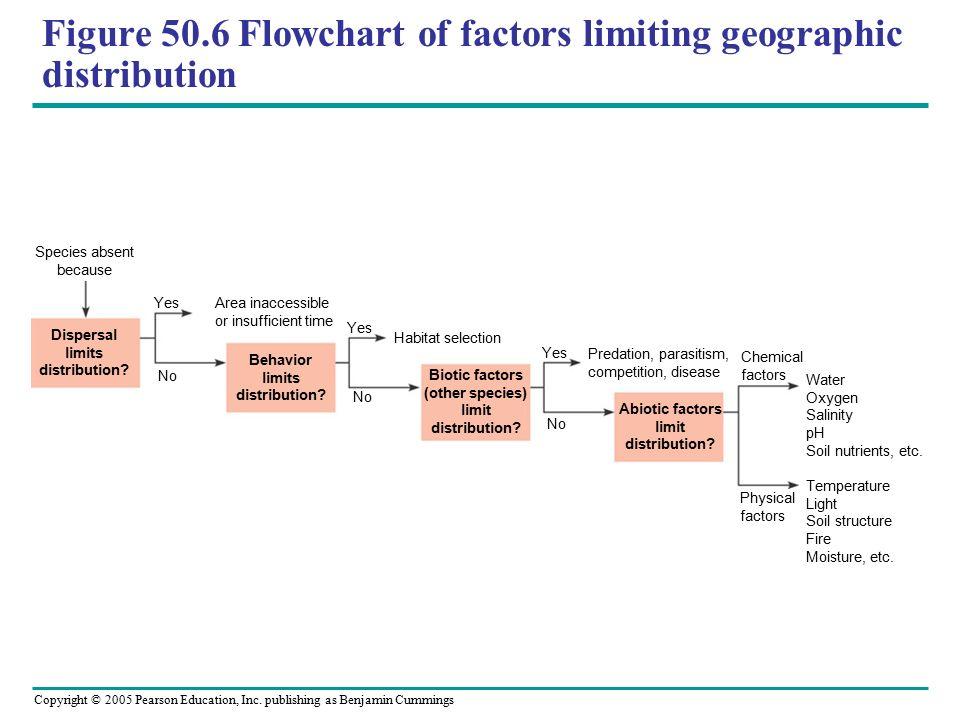 Figure 50.6 Flowchart of factors limiting geographic
distribution
Species absent
because
Dispersal
limits
distribution?
Yes
Area inaccessible
or insufficient time
No
Behavior
limits
distribution?
Yes
Habitat selection
No
Biotic factors
(other species)
limit
distribution?
Yes
Predation, parasitism,
competition, disease
No
Abiotic factors
limit
distribution?
Chemical
factors
Water
Oxygen
Salinity
pH
Soil nutrients, etc.
Physical
factors
Temperature
Light
Soil structure
Fire
Moisture, etc.
Copyright © 2005 Pearson Education, Inc. publishing as Benjamin Cummings